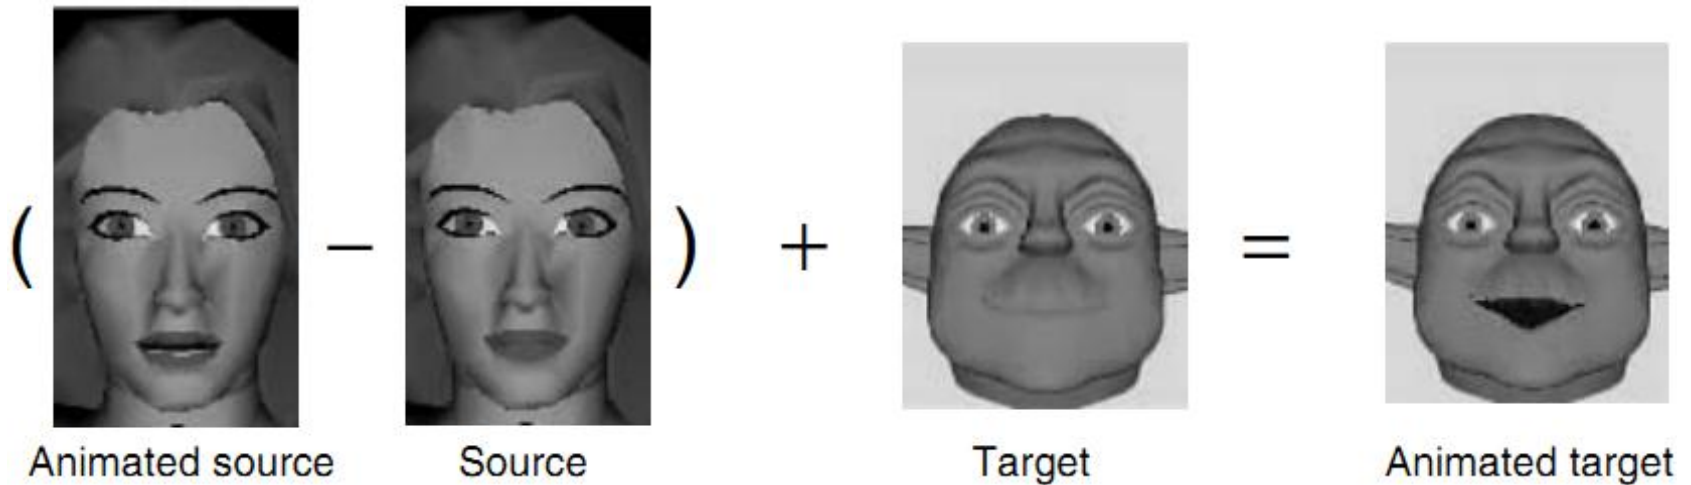 ( − ) + =
Animated source Source Target Animated target